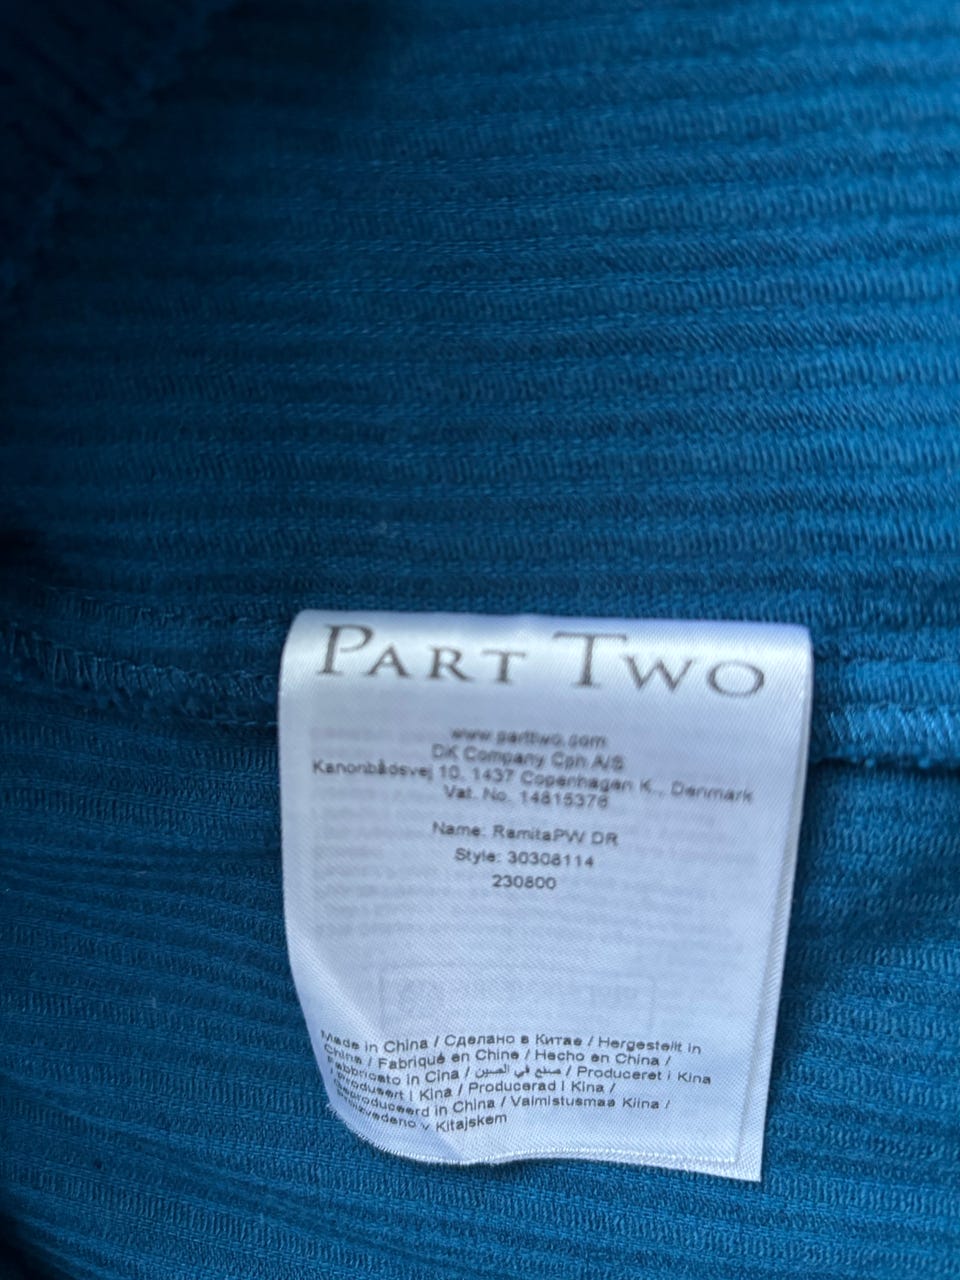 PART TWO
www.parttwo.com
DK Company Cph A/S
Kanonbådsvej 10, 1437 Copenhagen K., Denmark
Vat. No. 14815376
Name: RamitaPW DR
Style: 30308114
230800
Made in China / Сделано в Китае / Hergestellt in
China / Fabriqué en Chine / Hecho en China /
Fabbricato in Cina / صنع في الصين / Produceret i Kina
/ Produsert i Kina / Producerad i Kina /
Geproduceerd in China / Valmistusmaa Kiina /
Proizvedeno v Kitajskem